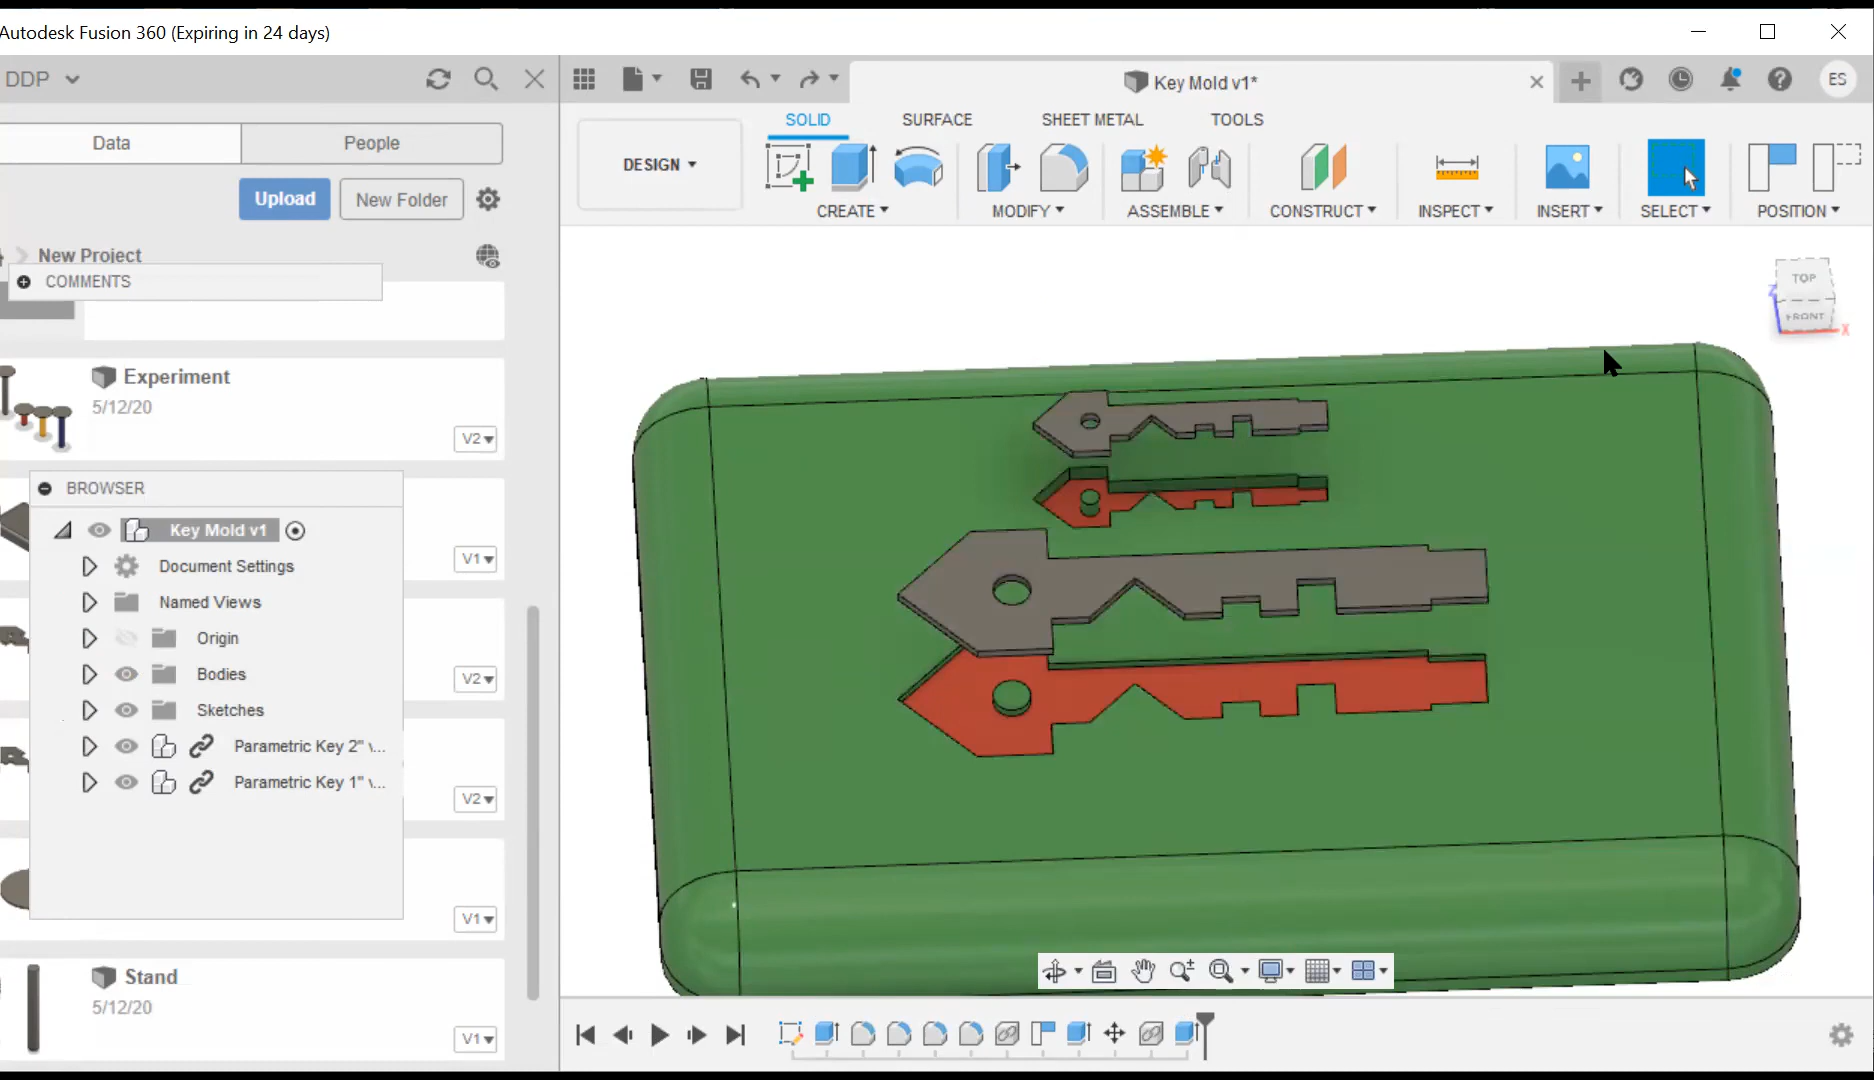 Autodesk Fusion 360 (Expiring in 24 days)
DDP
Key Mold v1*
ES
Data
People
Upload
New Folder
New Project
COMMENTS
DESIGN
SOLID
SURFACE
SHEET METAL
TOOLS
CREATE
MODIFY
ASSEMBLE
CONSTRUCT
INSPECT
INSERT
SELECT
POSITION
TOP
FRONT
Z
X
Experiment
5/12/20
V2
BROWSER
Key Mold v1
V1
Document Settings
Named Views
Origin
Bodies
V2
Sketches
Parametric Key 2" \...
Parametric Key 1" \...
V2
V1
Stand
5/12/20
V1